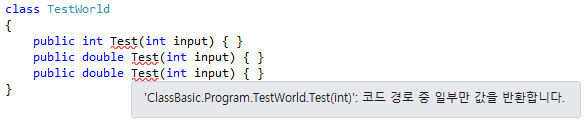 class TestWorld
{
public int Test(int input) { }
public double Test(int input) { }
public double Test(int input) { }
}
'ClassBasic.Program.TestWorld.Test(int)': 코드 경로 중 일부만 값을 반환합니다.